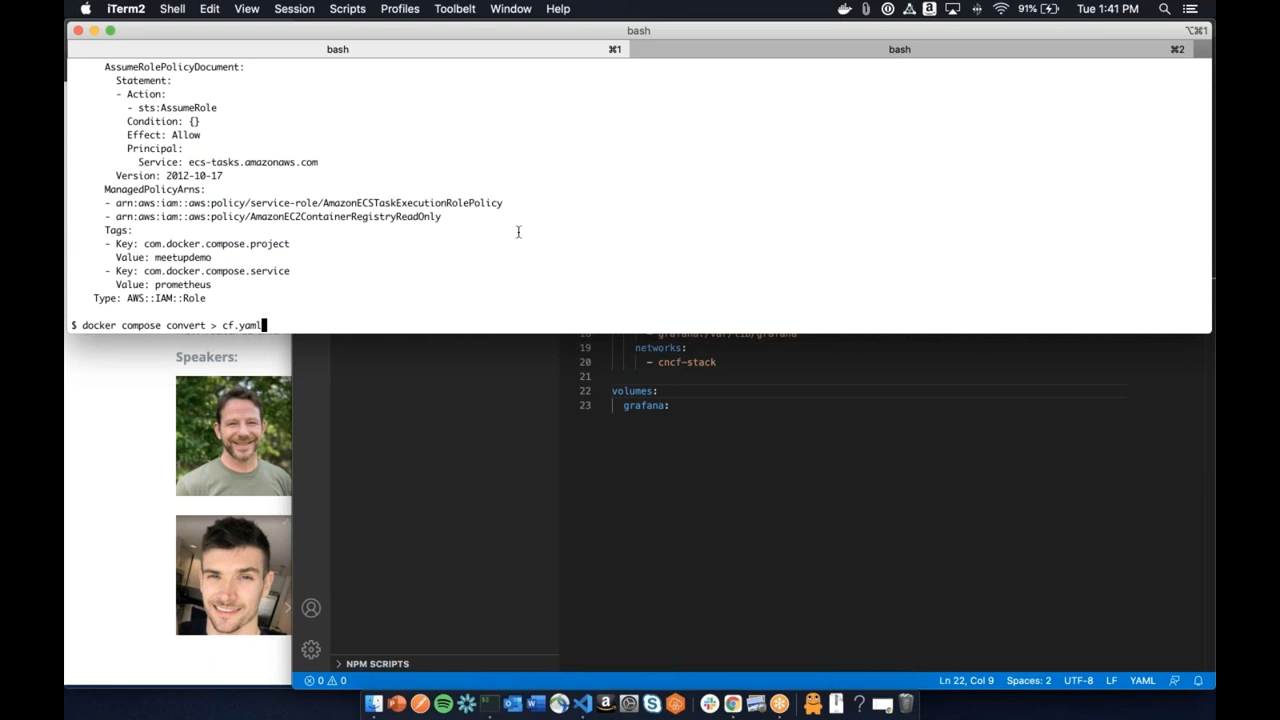 iTerm2 Shell Edit View Session Scripts Profiles Toolbelt Window Help 91% Tue 1:41 PM
bash ⌥⌘1
bash ⌘1 bash ⌘2
AssumeRolePolicyDocument:
Statement:
- Action:
- sts:AssumeRole
Condition: {}
Effect: Allow
Principal:
Service: ecs-tasks.amazonaws.com
Version: 2012-10-17
ManagedPolicyArns:
- arn:aws:iam::aws:policy/service-role/AmazonECSTaskExecutionRolePolicy
- arn:aws:iam::aws:policy/AmazonEC2ContainerRegistryReadOnly
Tags:
- Key: com.docker.compose.project
Value: meetupdemo
- Key: com.docker.compose.service
Value: prometheus
Type: AWS::IAM::Role
$ docker compose convert > cf.yaml
19 networks:
20 - cncf-stack
21
22 volumes:
23 grafana:
Speakers:
NPM SCRIPTS
0 0 Ln 22, Col 9 Spaces: 2 UTF-8 LF YAML